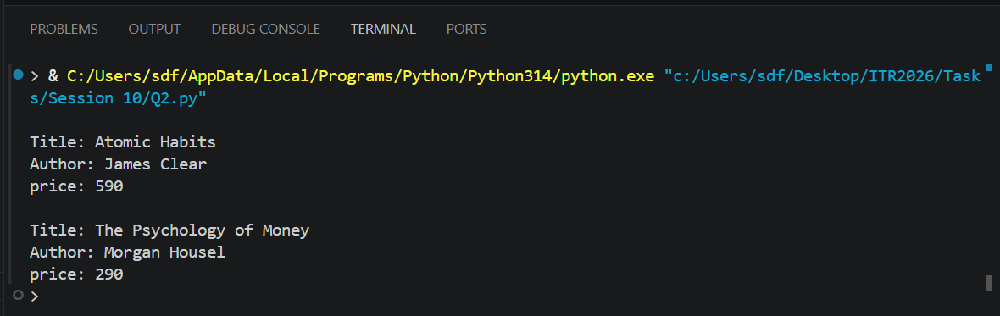 PROBLEMS OUTPUT DEBUG CONSOLE TERMINAL PORTS
> & C:/Users/sdf/AppData/Local/Programs/Python/Python314/python.exe "c:/Users/sdf/Desktop/ITR2026/Task
s/Session 10/Q2.py"
Title: Atomic Habits
Author: James Clear
price: 590
Title: The Psychology of Money
Author: Morgan Housel
price: 290
>